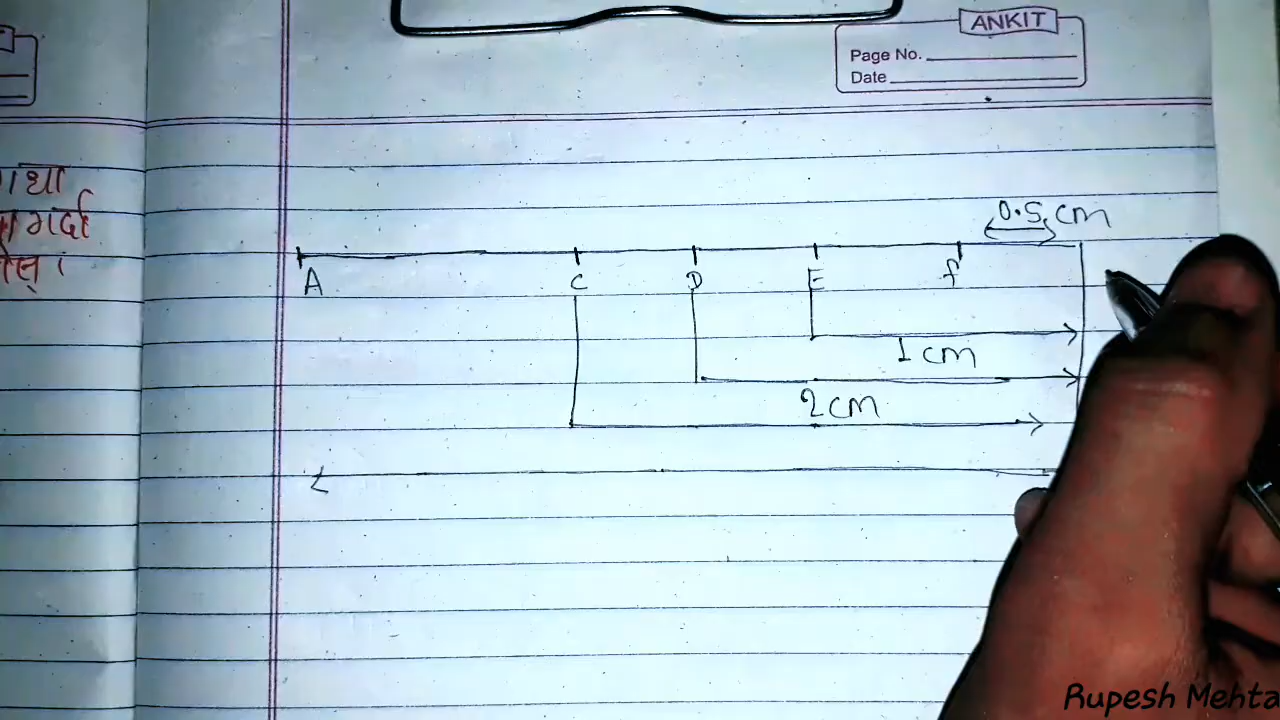 ANKIT
Page No.
Date
0.5 cm
A C D E f
1 cm
2 cm
Rupesh Mehta